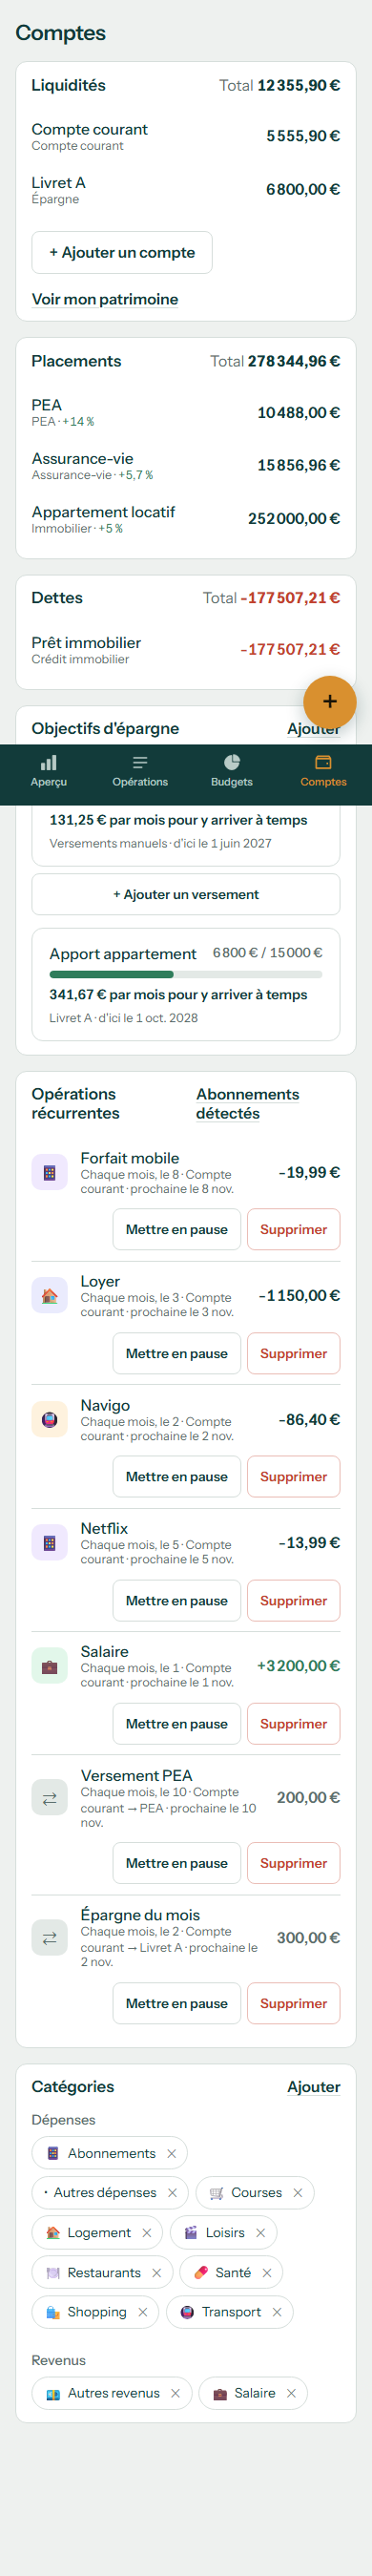 Comptes
Liquidités Total 12 355,90 €
Compte courant 5 555,90 €
Compte courant
Livret A 6 800,00 €
Épargne
+ Ajouter un compte
Voir mon patrimoine
Placements Total 278 344,96 €
PEA 10 488,00 €
PEA · +14 %
Assurance-vie 15 856,96 €
Assurance-vie · +5,7 %
Appartement locatif 252 000,00 €
Immobilier · +5 %
Dettes Total -177 507,21 €
Prêt immobilier -177 507,21 €
Crédit immobilier
+
Objectifs d'épargne Ajouter
Aperçu Opérations Budgets Comptes
131,25 € par mois pour y arriver à temps
Versements manuels · d'ici le 1 juin 2027
+ Ajouter un versement
Apport appartement 6 800 € / 15 000 €
341,67 € par mois pour y arriver à temps
Livret A · d'ici le 1 oct. 2028
Opérations récurrentes
Abonnements détectés
Forfait mobile -19,99 €
Chaque mois, le 8 · Compte
courant · prochaine le 8 nov.
Mettre en pause Supprimer
Loyer -1 150,00 €
Chaque mois, le 3 · Compte
courant · prochaine le 3 nov.
Mettre en pause Supprimer
Navigo -86,40 €
Chaque mois, le 2 · Compte
courant · prochaine le 2 nov.
Mettre en pause Supprimer
Netflix -13,99 €
Chaque mois, le 5 · Compte
courant · prochaine le 5 nov.
Mettre en pause Supprimer
Salaire +3 200,00 €
Chaque mois, le 1 · Compte
courant · prochaine le 1 nov.
Mettre en pause Supprimer
Versement PEA 200,00 €
Chaque mois, le 10 · Compte
courant → PEA · prochaine le 10
nov.
Mettre en pause Supprimer
Épargne du mois 300,00 €
Chaque mois, le 2 · Compte
courant → Livret A · prochaine le
2 nov.
Mettre en pause Supprimer
Catégories Ajouter
Dépenses
Abonnements ×
· Autres dépenses × Courses ×
Logement × Loisirs ×
Restaurants × Santé ×
Shopping × Transport ×
Revenus
Autres revenus × Salaire ×